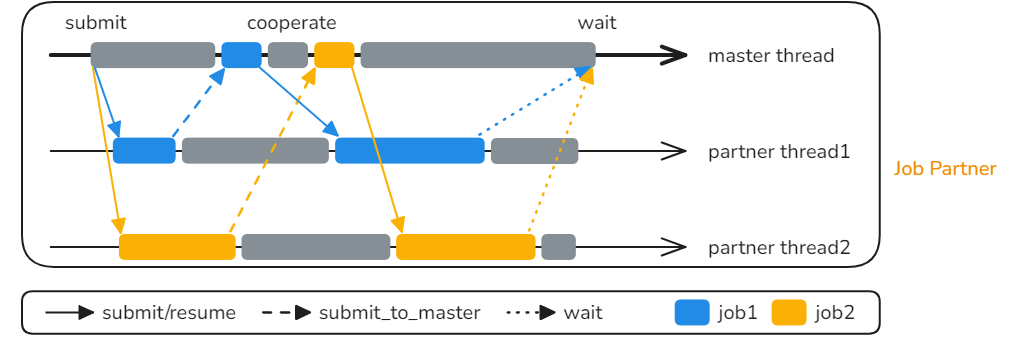 submit cooperate wait
master thread
partner thread1
Job Partner
partner thread2
submit/resume submit_to_master wait job1 job2